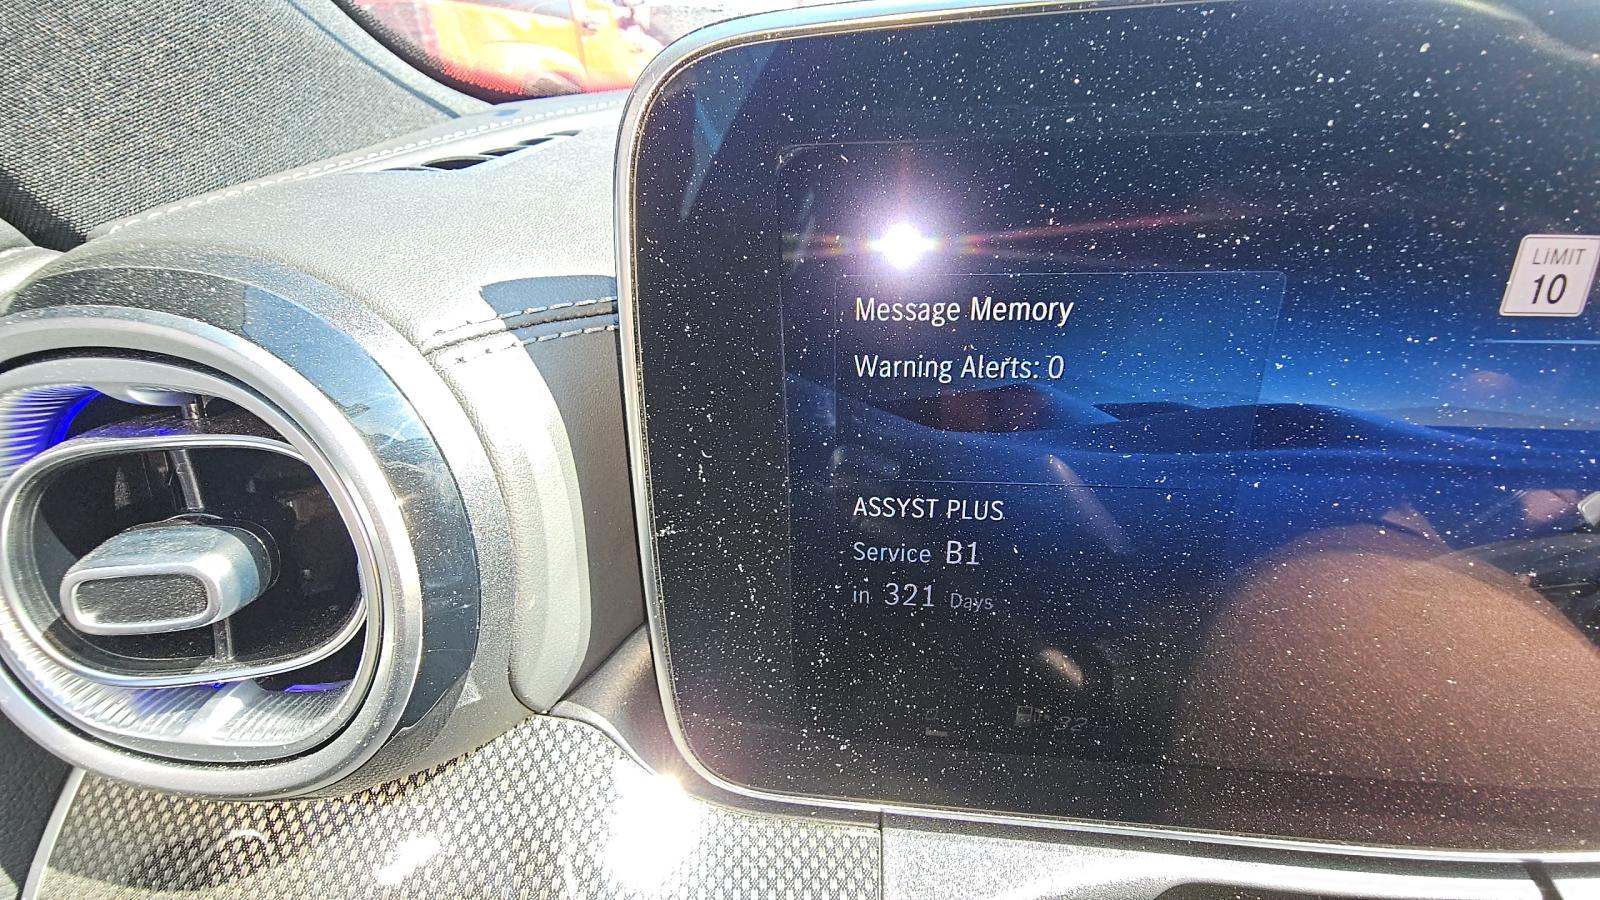 Message Memory
Warning Alerts: 0
LIMIT
10
ASSYST PLUS
Service B1
in 321 Days